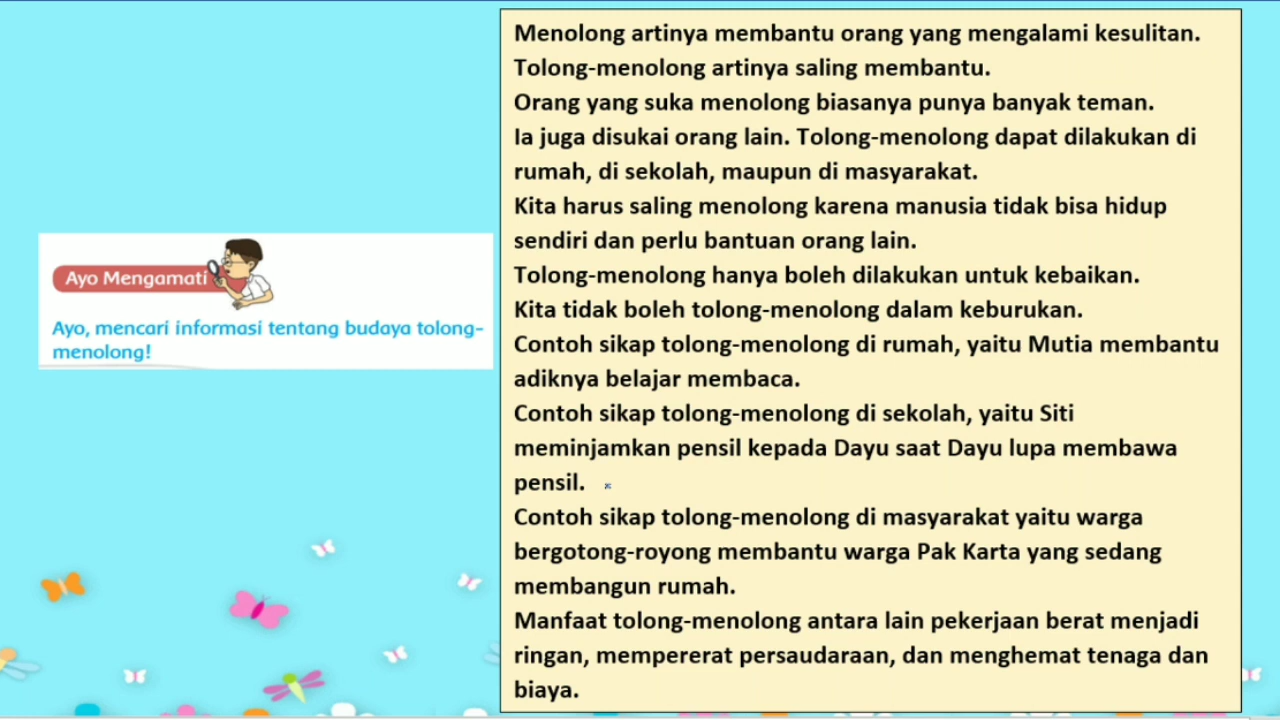 Ayo Mengamati
Ayo, mencari informasi tentang budaya tolong-
menolong!
Menolong artinya membantu orang yang mengalami kesulitan.
Tolong-menolong artinya saling membantu.
Orang yang suka menolong biasanya punya banyak teman.
Ia juga disukai orang lain. Tolong-menolong dapat dilakukan di
rumah, di sekolah, maupun di masyarakat.
Kita harus saling menolong karena manusia tidak bisa hidup
sendiri dan perlu bantuan orang lain.
Tolong-menolong hanya boleh dilakukan untuk kebaikan.
Kita tidak boleh tolong-menolong dalam keburukan.
Contoh sikap tolong-menolong di rumah, yaitu Mutia membantu
adiknya belajar membaca.
Contoh sikap tolong-menolong di sekolah, yaitu Siti
meminjamkan pensil kepada Dayu saat Dayu lupa membawa
pensil.
Contoh sikap tolong-menolong di masyarakat yaitu warga
bergotong-royong membantu warga Pak Karta yang sedang
membangun rumah.
Manfaat tolong-menolong antara lain pekerjaan berat menjadi
ringan, mempererat persaudaraan, dan menghemat tenaga dan
biaya.